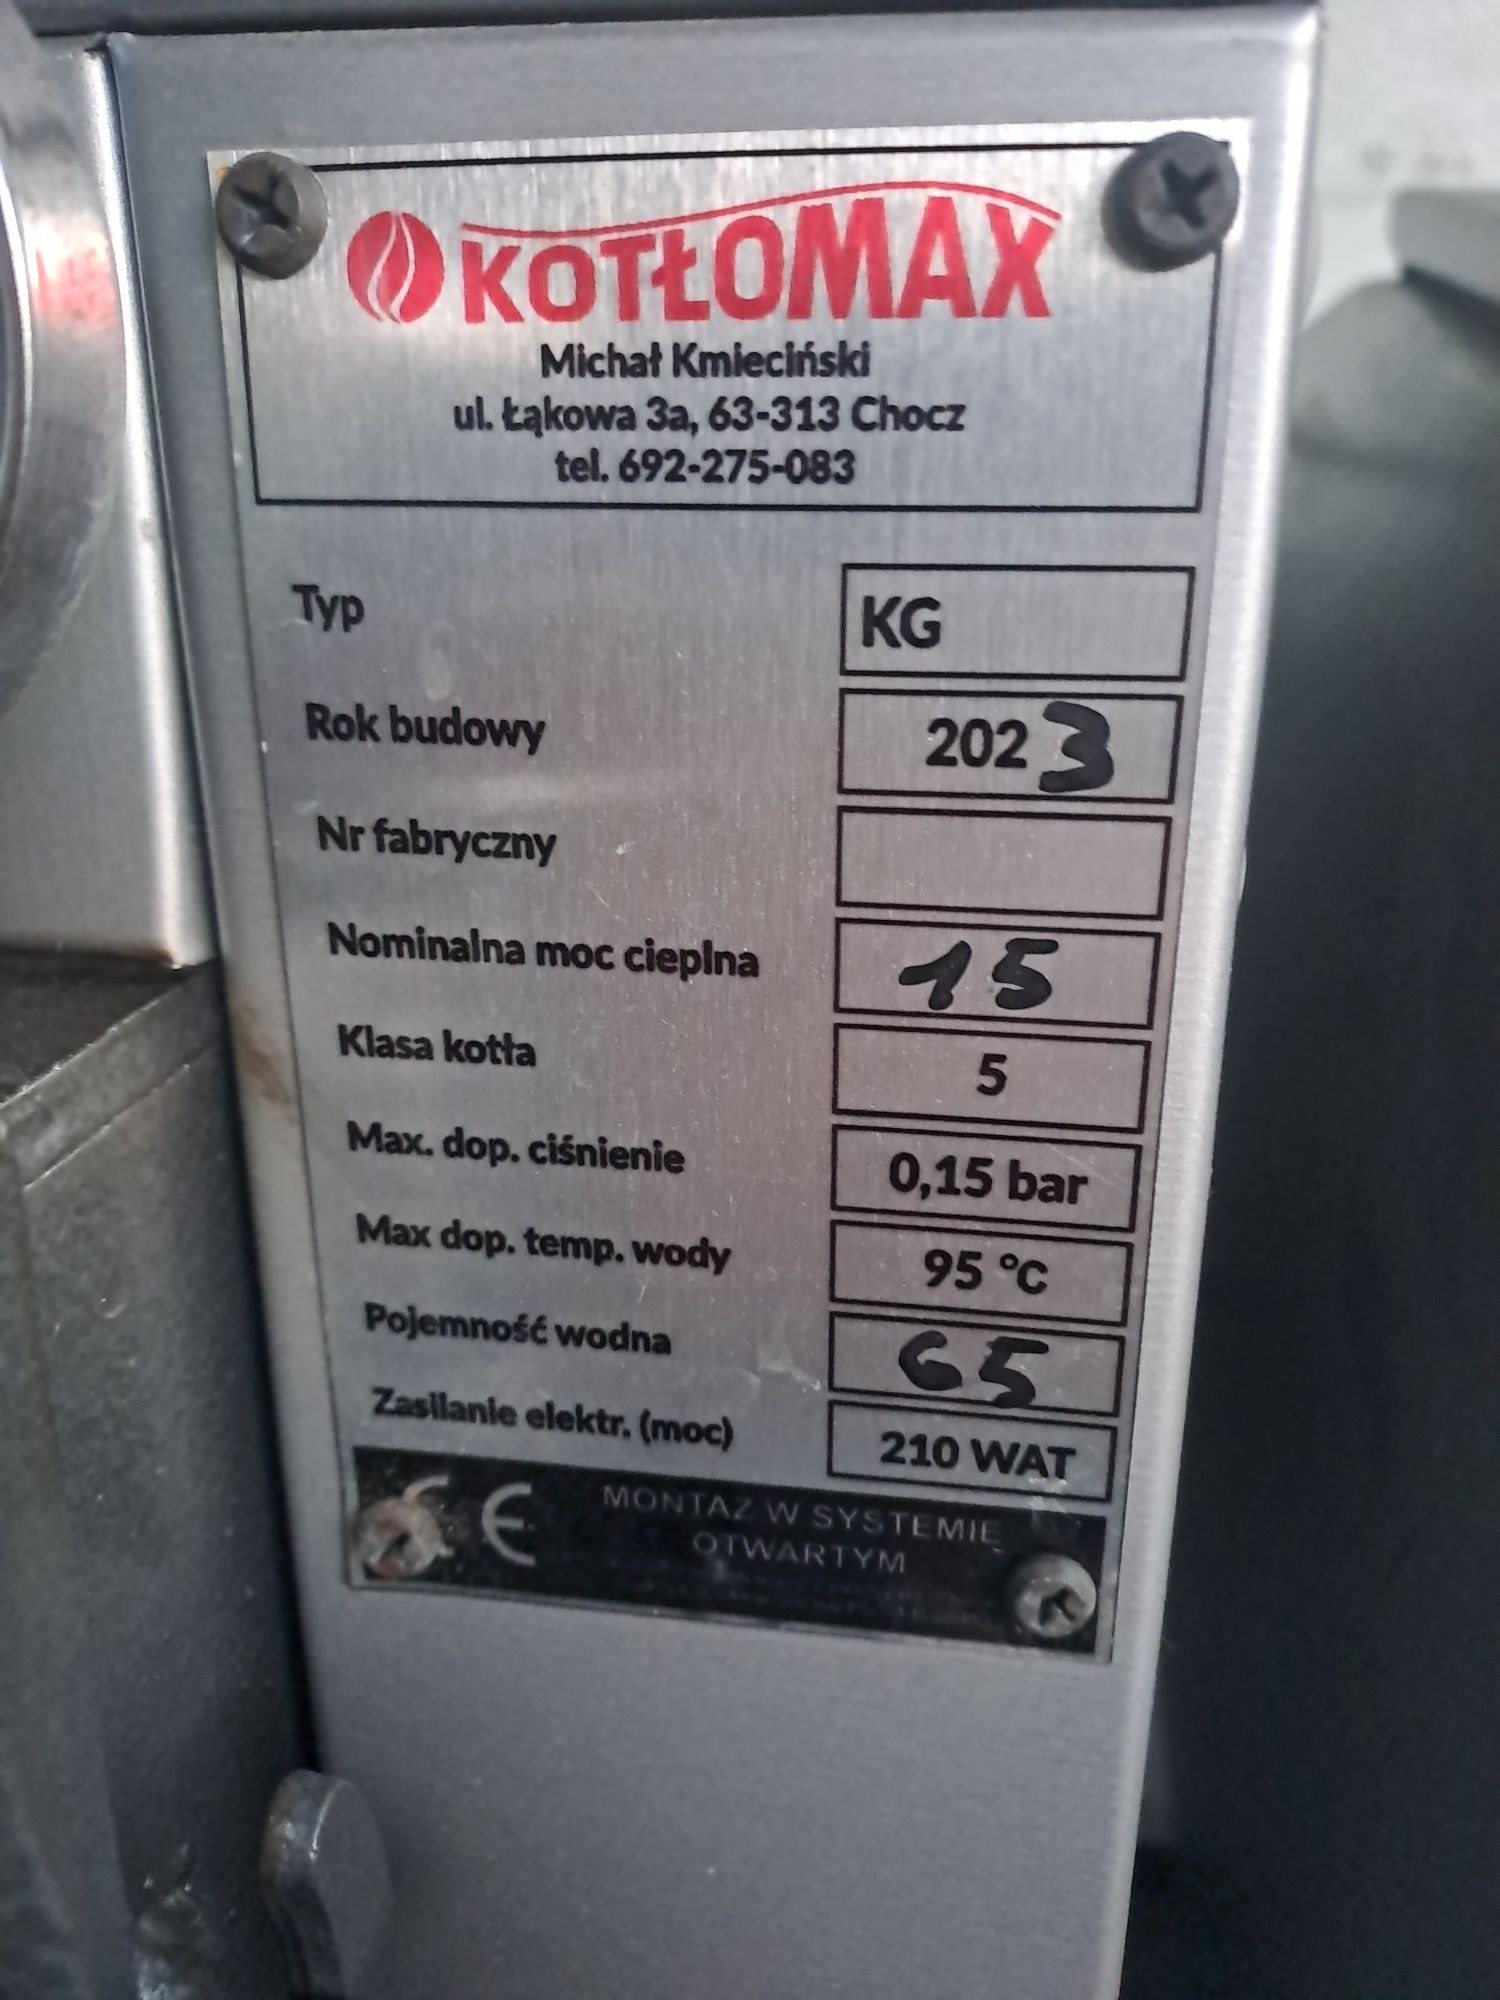 KOTŁOMAX
Michał Kmieciński
ul. Łąkowa 3a, 63-313 Chocz
tel. 692-275-083
Typ KG
Rok budowy 2023
Nr fabryczny
Nominalna moc cieplna 15
Klasa kotła 5
Max. dop. ciśnienie 0,15 bar
Max dop. temp. wody 95 °C
Pojemność wodna 65
Zasilanie elektr. (moc) 210 WAT
CE MONTAŻ W SYSTEMIE
OTWARTYM